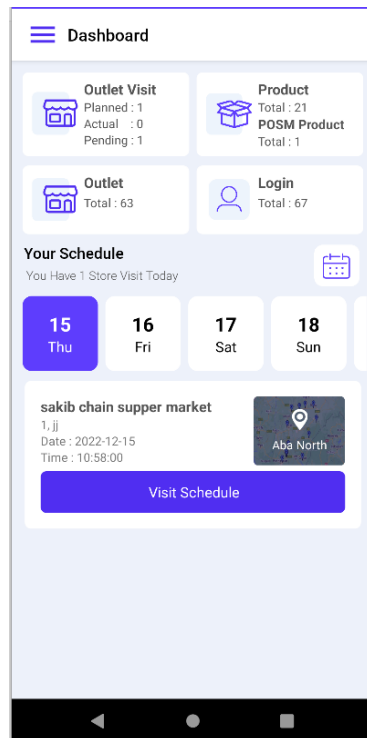 Dashboard
Outlet Visit
Planned : 1
Actual : 0
Pending : 1
Product
Total : 21
POSM Product
Total : 1
Outlet
Total : 63
Login
Total : 67
Your Schedule
You Have 1 Store Visit Today
15
Thu
16
Fri
17
Sat
18
Sun
sakib chain supper market
1, jj
Date : 2022-12-15
Time : 10:58:00
Aba North
Visit Schedule